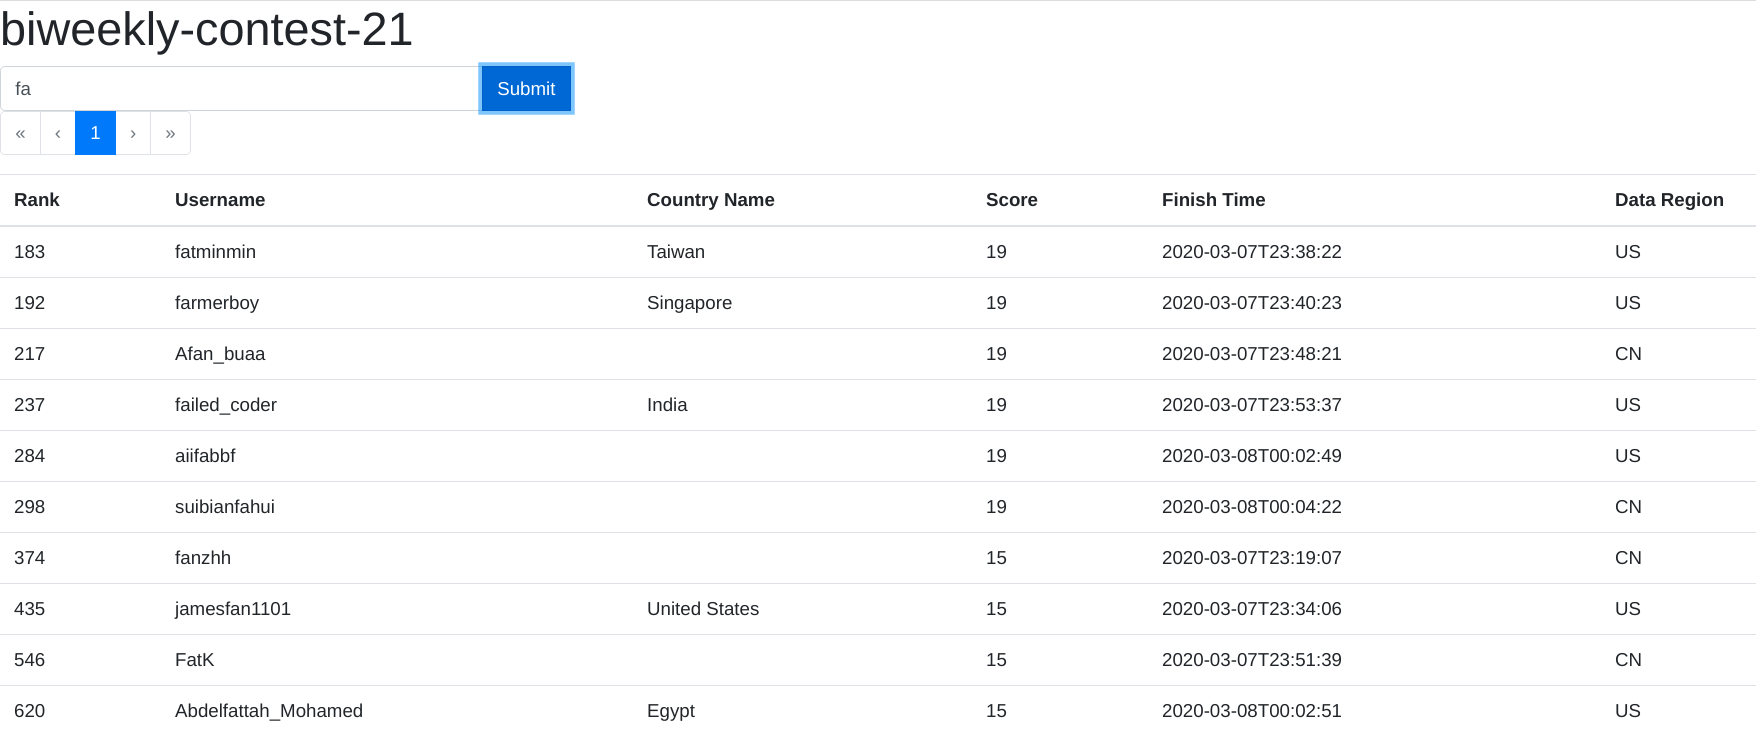 biweekly-contest-21
fa Submit
« ‹ 1 › »
Rank Username Country Name Score Finish Time Data Region
183 fatminmin Taiwan 19 2020-03-07T23:38:22 US
192 farmerboy Singapore 19 2020-03-07T23:40:23 US
217 Afan_buaa 19 2020-03-07T23:48:21 CN
237 failed_coder India 19 2020-03-07T23:53:37 US
284 aiifabbf 19 2020-03-08T00:02:49 US
298 suibianfahui 19 2020-03-08T00:04:22 CN
374 fanzhh 15 2020-03-07T23:19:07 CN
435 jamesfan1101 United States 15 2020-03-07T23:34:06 US
546 FatK 15 2020-03-07T23:51:39 CN
620 Abdelfattah_Mohamed Egypt 15 2020-03-08T00:02:51 US